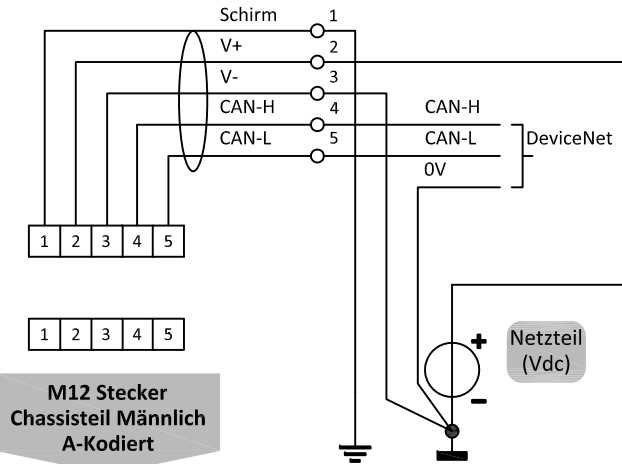 Schirm 1
V+ 2
V- 3
CAN-H 4 CAN-H
CAN-L 5 CAN-L DeviceNet
0V
1 2 3 4 5
+
Netzteil
(Vdc)
1 2 3 4 5
-
M12 Stecker
Chassisteil Männlich
A-Kodiert